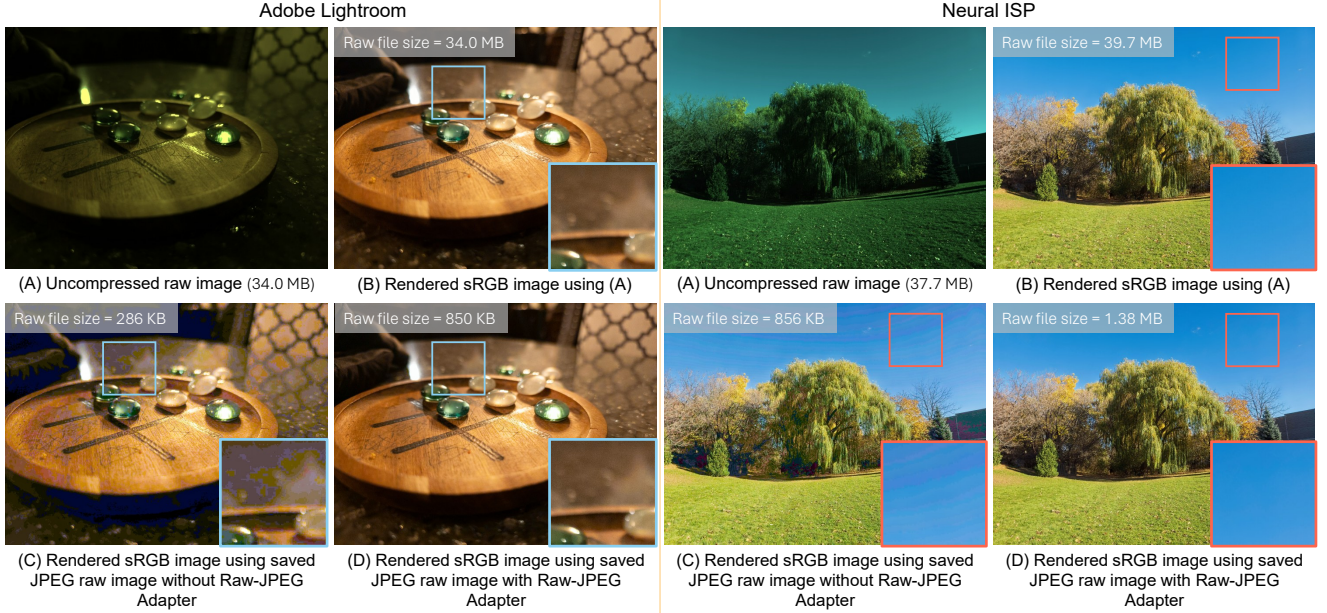 Adobe Lightroom
Neural ISP
Raw file size = 34.0 MB
Raw file size = 39.7 MB
(A) Uncompressed raw image (34.0 MB)
(B) Rendered sRGB image using (A)
(A) Uncompressed raw image (37.7 MB)
(B) Rendered sRGB image using (A)
Raw file size = 286 KB
Raw file size = 850 KB
Raw file size = 856 KB
Raw file size = 1.38 MB
(C) Rendered sRGB image using saved
JPEG raw image without Raw-JPEG
Adapter
(D) Rendered sRGB image using saved
JPEG raw image with Raw-JPEG
Adapter
(C) Rendered sRGB image using saved
JPEG raw image without Raw-JPEG
Adapter
(D) Rendered sRGB image using saved
JPEG raw image with Raw-JPEG
Adapter